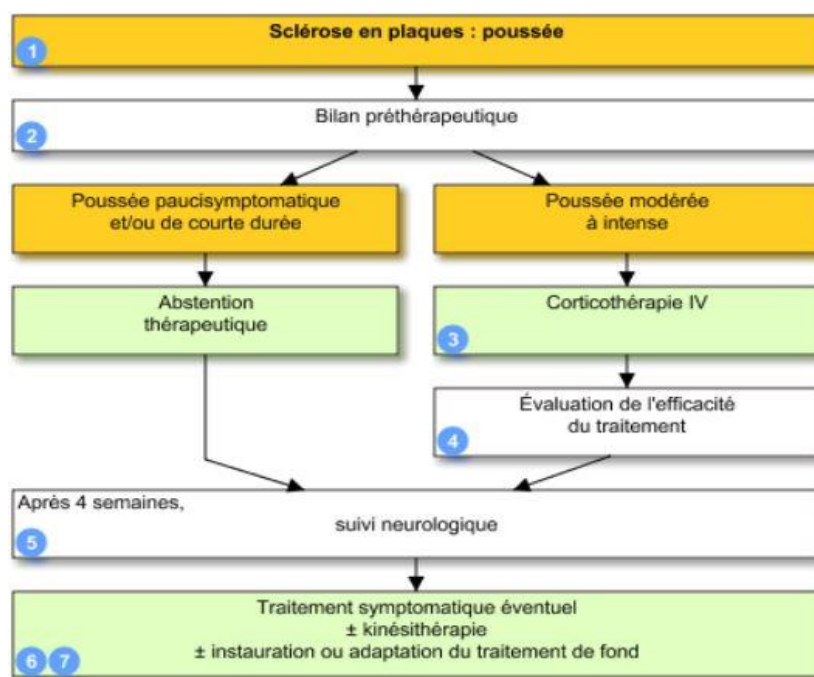 Sclérose en plaques : poussée
1
Bilan préthérapeutique
2
Poussée paucisymptomatique
et/ou de courte durée
Poussée modérée
à intense
Abstention
thérapeutique
Corticothérapie IV
3
Évaluation de l'efficacité
du traitement
4
Après 4 semaines,
suivi neurologique
5
Traitement symptomatique éventuel
± kinésithérapie
± instauration ou adaptation du traitement de fond
6 7